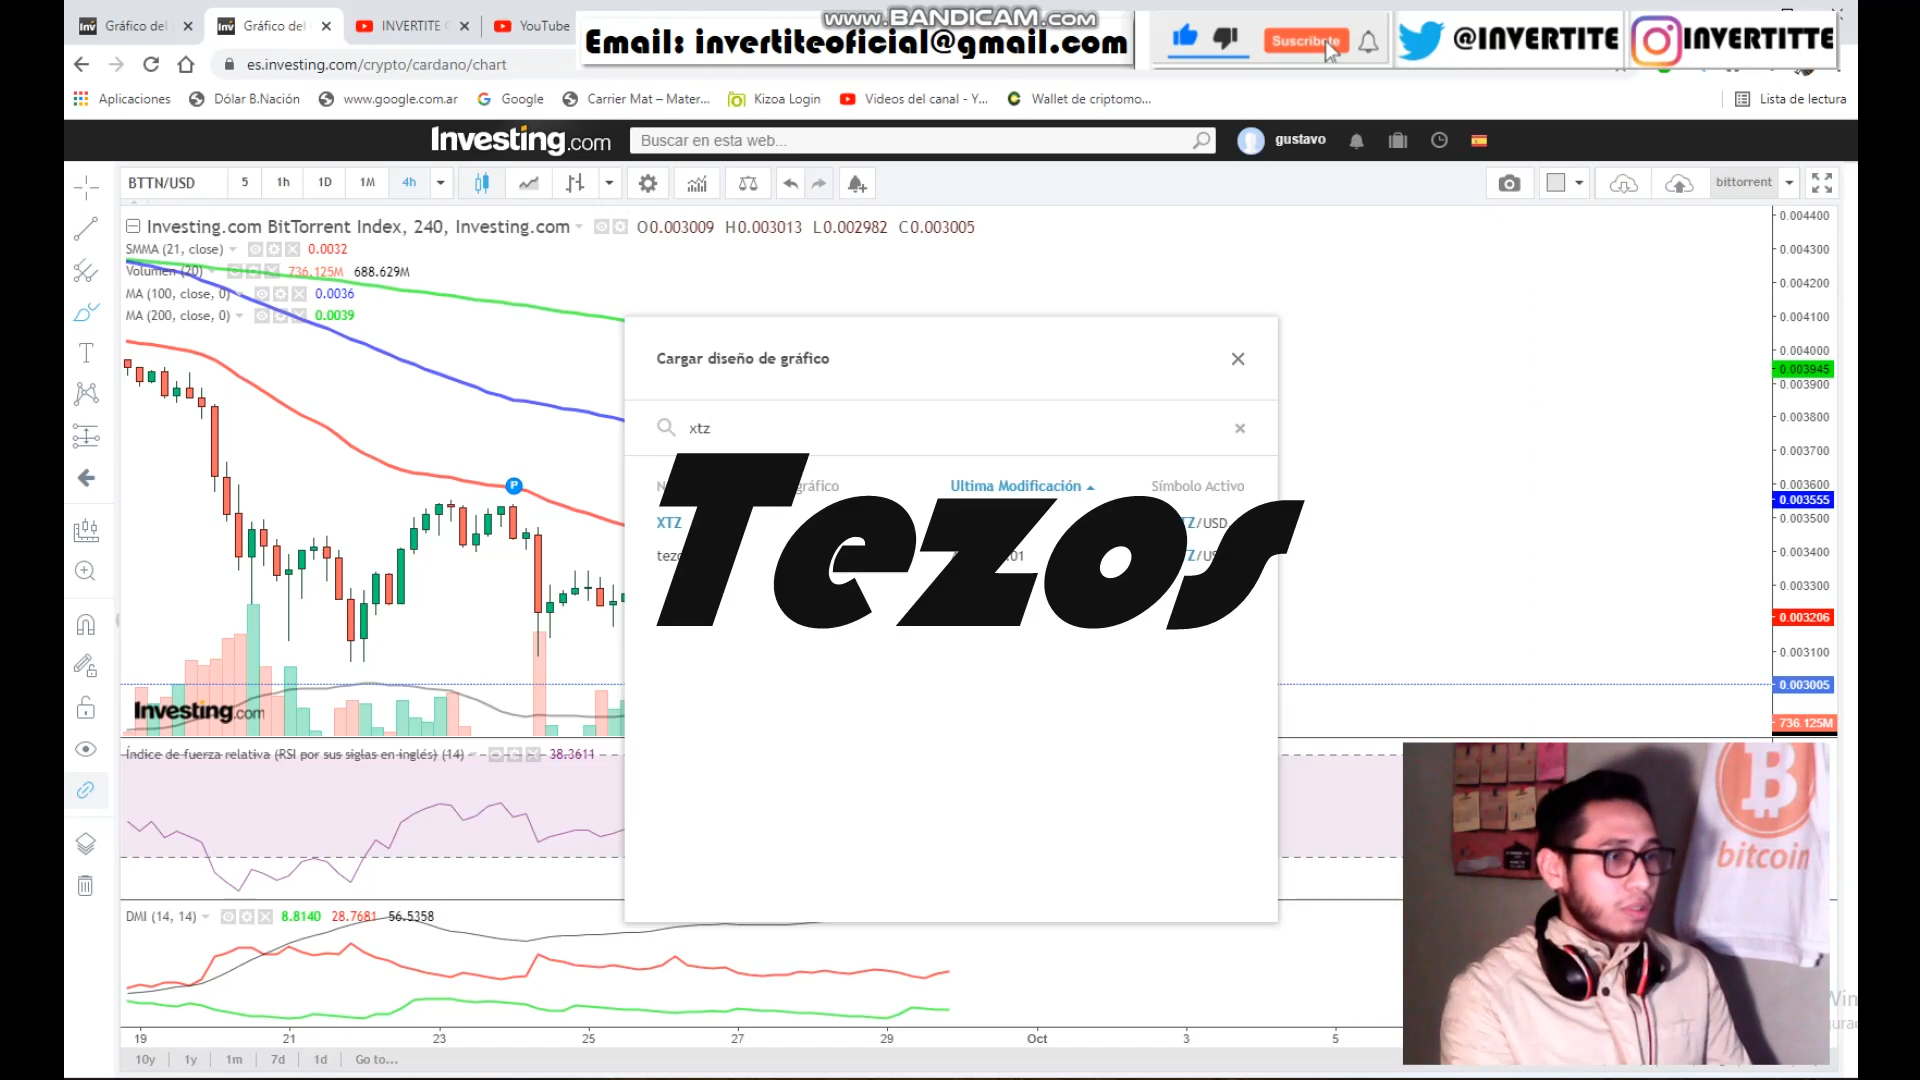 www.BANDICAM.com
Gráfico del
Gráfico del
INVERTITE
YouTube
Email: invertiteoficial@gmail.com
Suscribete
@INVERTITE
INVERTITTE
es.investing.com/crypto/cardano/chart
Aplicaciones
Dólar B.Nación
www.google.com.ar
Google
Carrier Mat – Mater...
Kizoa Login
Videos del canal - Y...
Wallet de criptomo...
Lista de lectura
Investing.com
Buscar en esta web...
gustavo
BTTN/USD
5
1h
1D
1M
4h
bittorrent
Investing.com BitTorrent Index, 240, Investing.com
O0.003009 H0.003013 L0.002982 C0.003005
SMMA (21, close) 0.0032
Volumen (20) 736.125M 688.629M
MA (100, close, 0) 0.0036
MA (200, close, 0) 0.0039
0.004400
0.004300
0.004200
0.004100
0.004000
0.003945
0.003900
0.003800
0.003700
0.003600
0.003555
0.003500
0.003400
0.003300
0.003206
0.003100
0.003005
736.125M
Cargar diseño de gráfico
xtz
gráfico
Ultima Modificación
Símbolo Activo
XTZ
Z/USD
Tezos
P
Investing.com
Índice de fuerza relativa (RSI por sus siglas en inglés) (14) 38.3611
DMI (14, 14) 8.8140 28.7681 56.5358
bitcoin
19
21
23
25
27
29
Oct
3
5
10y
1y
1m
7d
1d
Go to...